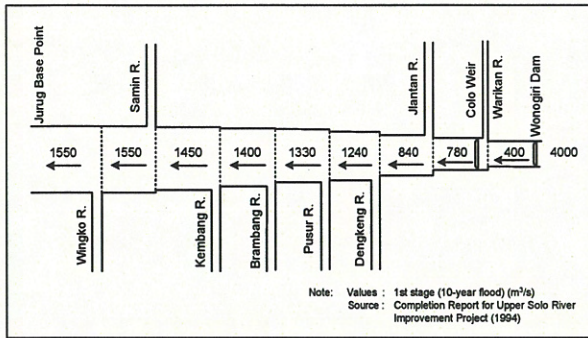 Jurug Base Point
Samin R.
Jlantan R.
Colo Weir
Warikan R.
Wonogiri Dam
1550
1550
1450
1400
1330
1240
840
780
400
4000
Wingko R.
Kembang R.
Brambang R.
Pusur R.
Dengkeng R.
Note: Values : 1st stage (10-year flood) (m³/s)
Source : Completion Report for Upper Solo River
Improvement Project (1994)